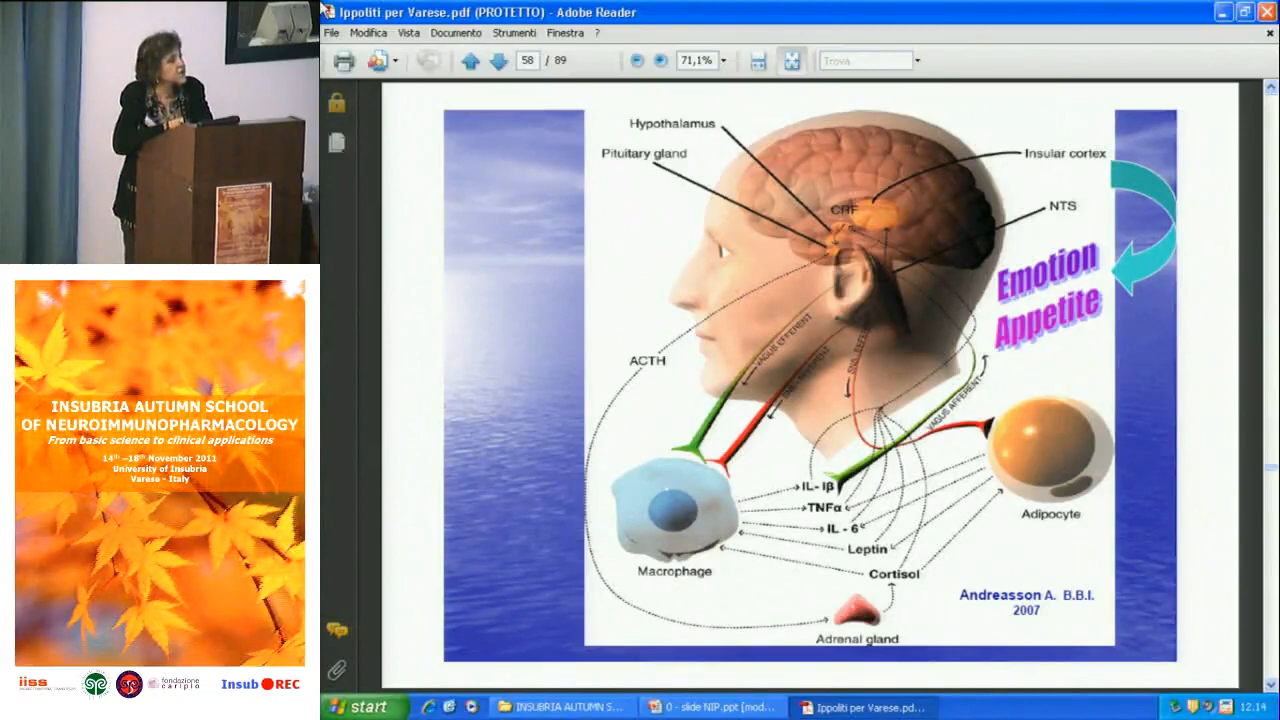 Ippoliti per Varese.pdf (PROTETTO) - Adobe Reader
File Modifica Vista Documento Strumenti Finestra ?
58 / 89
71,1%
Trova
Hypothalamus
Pituitary gland
Insular cortex
CRF
NTS
Emotion
Appetite
ACTH
VAGUS EFFERENT
VAGUS AFFERENT
IL-Iβ
TNFα
IL - 6
Leptin
Cortisol
Adipocyte
Macrophage
Adrenal gland
Andreasson A. B.B.I.
2007
INSUBRIA AUTUMN SCHOOL
OF NEUROIMMUNOPHARMACOLOGY
From basic science to clinical applications
14th –18th November 2011
University of Insubria
Varese - Italy
iiss
fondazione
cariplo
Insub REC
start
INSUBRIA AUTUMN S...
0 - slide NIP.ppt [mod...
Ippoliti per Varese.pd...
12.14